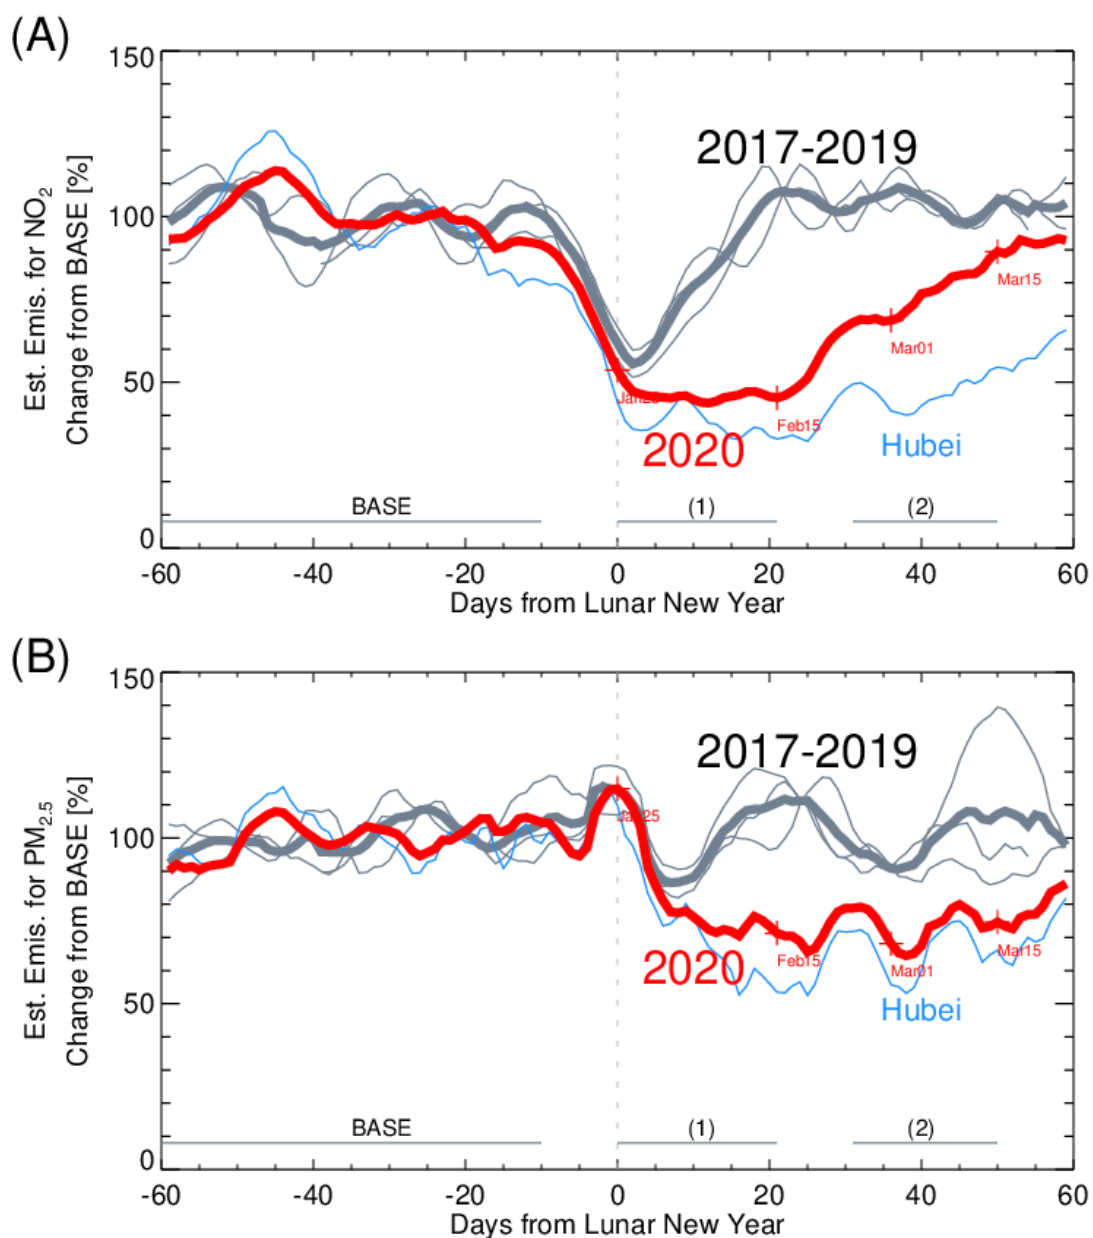 (A)
150
100
50
0
Est. Emis. for NO₂
Change from BASE [%]
2017-2019
Jan25
Feb15
Mar01
Mar15
2020
Hubei
BASE
(1)
(2)
-60 -40 -20 0 20 40 60
Days from Lunar New Year
(B)
150
100
50
0
Est. Emis. for PM₂.₅
Change from BASE [%]
2017-2019
Jan25
Feb15
Mar01
Mar15
2020
Hubei
BASE
(1)
(2)
-60 -40 -20 0 20 40 60
Days from Lunar New Year